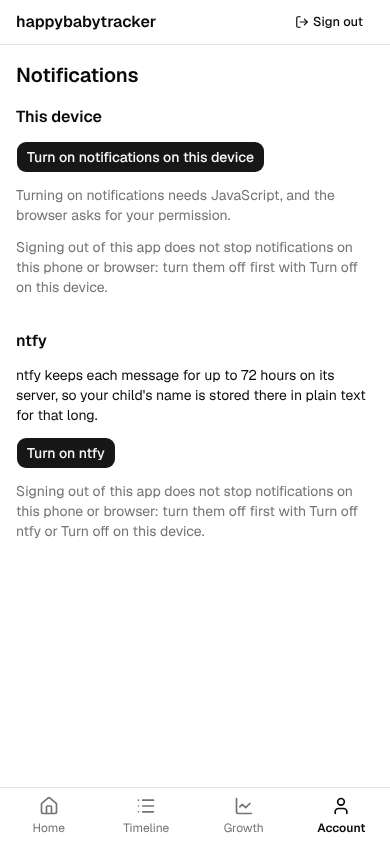 happybabytracker
Sign out
Notifications
This device
Turn on notifications on this device
Turning on notifications needs JavaScript, and the
browser asks for your permission.
Signing out of this app does not stop notifications on
this phone or browser: turn them off first with Turn off
on this device.
ntfy
ntfy keeps each message for up to 72 hours on its
server, so your child's name is stored there in plain text
for that long.
Turn on ntfy
Signing out of this app does not stop notifications on
this phone or browser: turn them off first with Turn off
ntfy or Turn off on this device.
Home
Timeline
Growth
Account